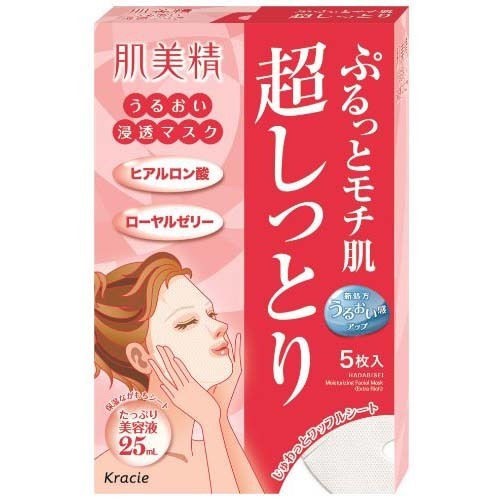 肌美精
うるおい
浸透マスク
ヒアルロン酸
ローヤルゼリー
ぷるっとモチ肌
超しっとり
新処方
うるおい感
アップ
5枚入
HADABISEI
Moisturizing Facial Mask
(Extra Rich)
じゅわっとワッフルシート
保湿ながもちシート
たっぷり
美容液
25mL
Kracie